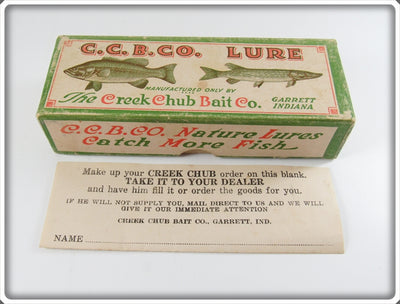 C.C.B.CO. LURE
MANUFACTURED ONLY BY
The Creek Chub Bait Co. GARRETT
INDIANA
C.C.B.CO. Nature Lures
Catch More Fish
Make up your CREEK CHUB order on this blank.
TAKE IT TO YOUR DEALER
and have him fill it or order the goods for you.
IF HE WILL NOT SUPPLY YOU, MAIL DIRECT TO US AND WE WILL
GIVE IT OUR IMMEDIATE ATTENTION
CREEK CHUB BAIT CO., GARRETT, IND.
NAME